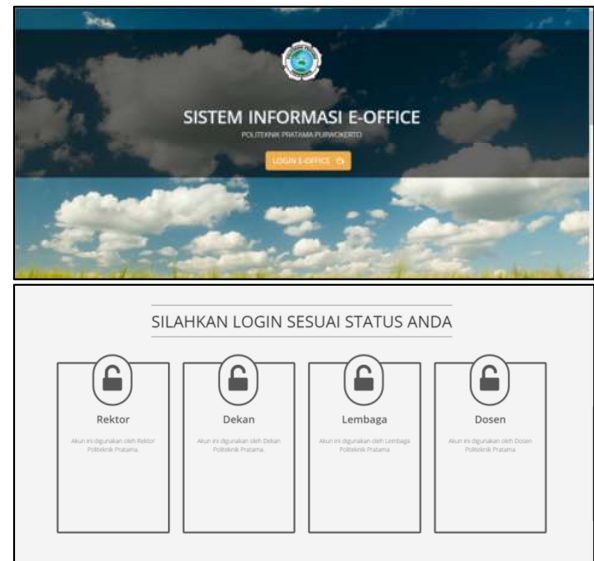 SISTEM INFORMASI E-OFFICE
POLITEKNIK PRATAMA PURWOKERTO
LOGIN E-OFFICE
SILAHKAN LOGIN SESUAI STATUS ANDA
Rektor
Akun ini digunakan oleh Rektor
Politeknik Pratama
Dekan
Akun ini digunakan oleh Dekan
Politeknik Pratama
Lembaga
Akun ini digunakan oleh Lembaga
Politeknik Pratama
Dosen
Akun ini digunakan oleh Dosen
Politeknik Pratama